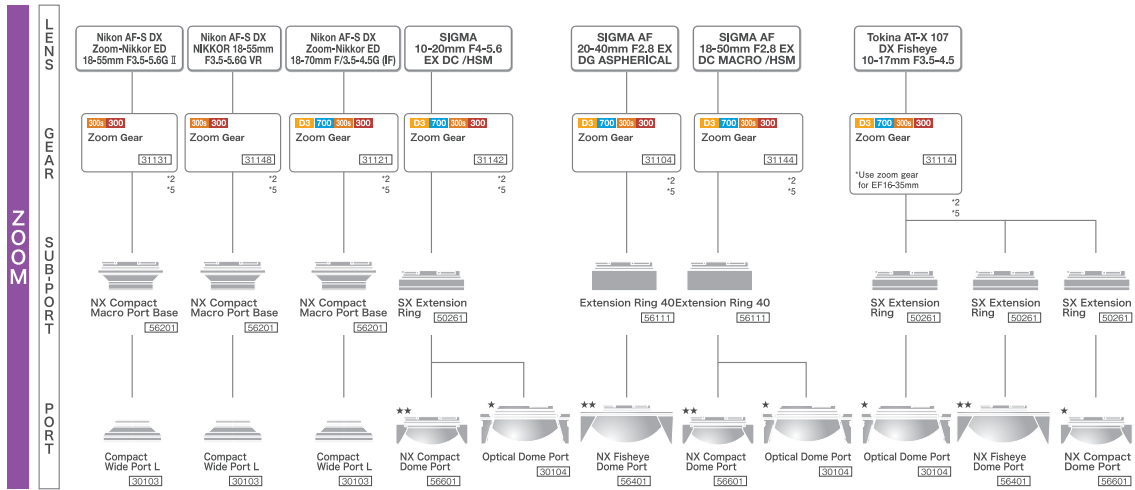 ZOOM
LENS
Nikon AF-S DX
Zoom-Nikkor ED
18-55mm F3.5-5.6G II
Nikon AF-S DX
NIKKOR 18-55mm
F3.5-5.6G VR
Nikon AF-S DX
Zoom-Nikkor ED
18-70mm F/3.5-4.5G (IF)
SIGMA
10-20mm F4-5.6
EX DC /HSM
SIGMA AF
20-40mm F2.8 EX
DG ASPHERICAL
SIGMA AF
18-50mm F2.8 EX
DC MACRO /HSM
Tokina AT-X 107
DX Fisheye
10-17mm F3.5-4.5
GEAR
300s 300
Zoom Gear
31131
*2
*5
300s 300
Zoom Gear
31148
*2
*5
D3 700 300s 300
Zoom Gear
31121
*2
*5
D3 700 300s 300
Zoom Gear
31142
*2
*5
D3 700 300s 300
Zoom Gear
31104
*2
*5
D3 700 300s 300
Zoom Gear
31144
*2
*5
D3 700 300s 300
Zoom Gear
31114
*Use zoom gear
for EF16-35mm
*2
*5
SUB-PORT
NX Compact
Macro Port Base
56201
NX Compact
Macro Port Base
56201
NX Compact
Macro Port Base
56201
SX Extension
Ring 50261
Extension Ring 40
56111
Extension Ring 40
56111
SX Extension
Ring 50261
SX Extension
Ring 50261
SX Extension
Ring 50261
PORT
Compact
Wide Port L
30103
Compact
Wide Port L
30103
Compact
Wide Port L
30103
★★
NX Compact
Dome Port
56601
★
Optical Dome Port
30104
★★
NX Fisheye
Dome Port
56401
★★
NX Compact
Dome Port
56601
★
Optical Dome Port
30104
★
Optical Dome Port
30104
★★
NX Fisheye
Dome Port
56401
★
NX Compact
Dome Port
56601